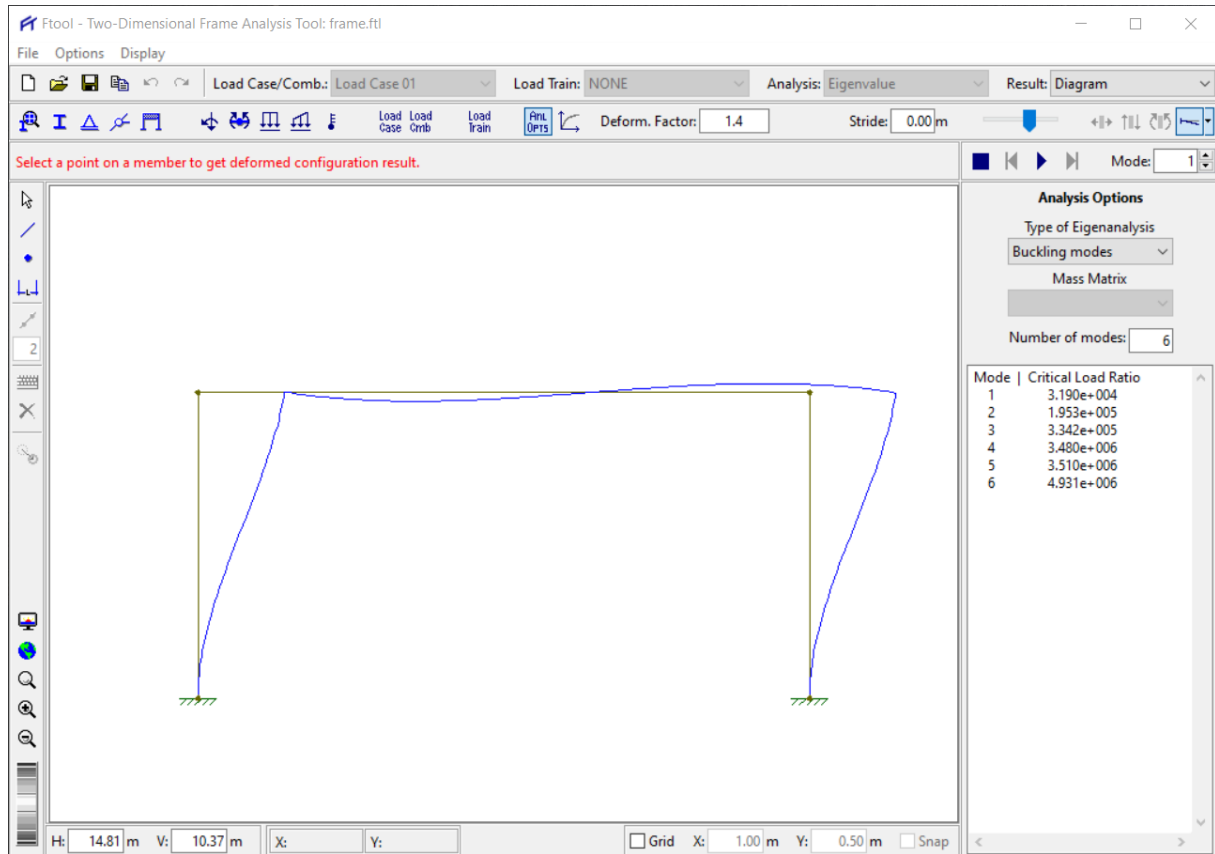 Ftool - Two-Dimensional Frame Analysis Tool: frame.ftl
File Options Display
Load Case/Comb.: Load Case 01 Load Train: NONE Analysis: Eigenvalue Result: Diagram
Load Case Load Cmb Load Train Anl OPTS Deform. Factor: 1.4 Stride: 0.00 m
Select a point on a member to get deformed configuration result. Mode: 1
Analysis Options
Type of Eigenanalysis
Buckling modes
Mass Matrix
Number of modes: 6
2
Mode | Critical Load Ratio
1 3.190e+004
2 1.953e+005
3 3.342e+005
4 3.480e+006
5 3.510e+006
6 4.931e+006
H: 14.81 m V: 10.37 m X: Y: Grid X: 1.00 m Y: 0.50 m Snap